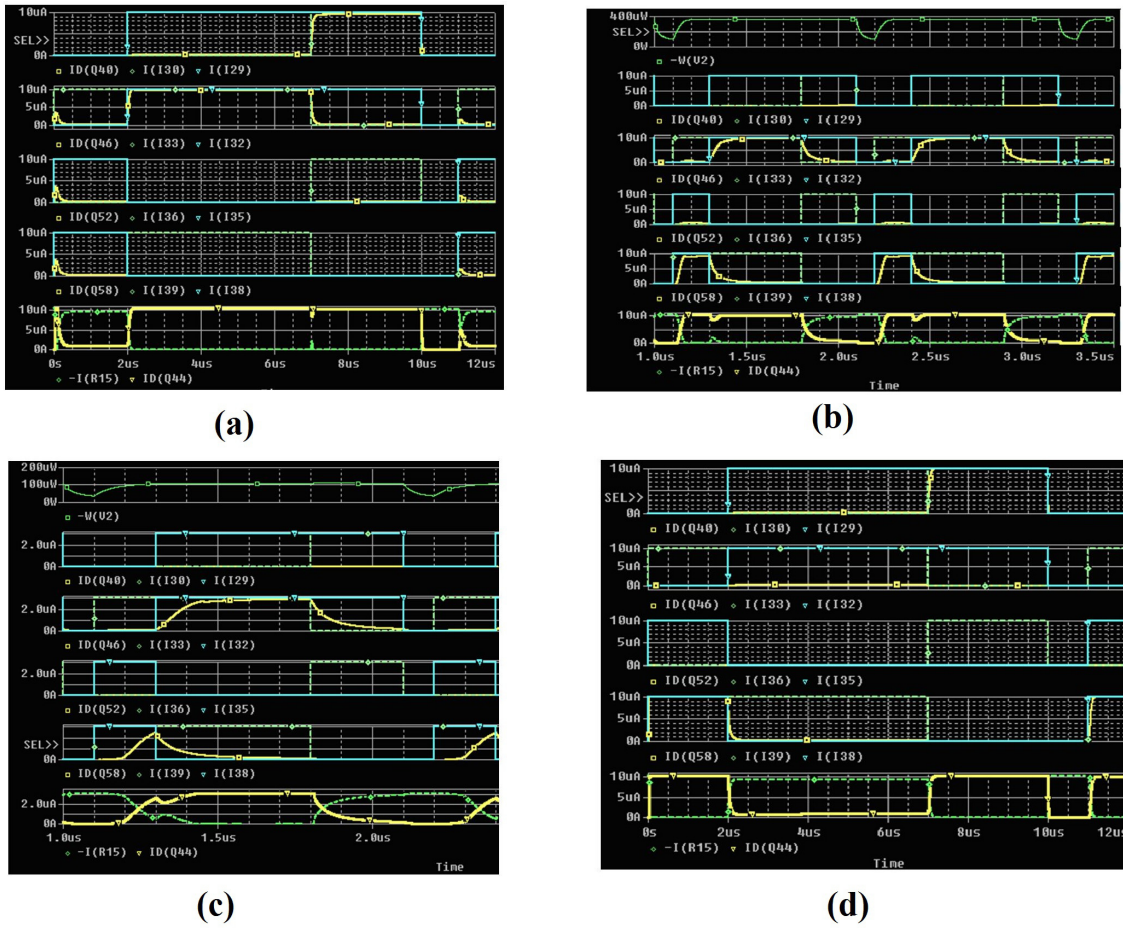 10uA
SEL>>
0A
ID(Q40) I(I30) I(I29)
10uA
5uA
0A
ID(Q46) I(I33) I(I32)
10uA
5uA
0A
ID(Q52) I(I36) I(I35)
10uA
5uA
0A
ID(Q58) I(I39) I(I38)
10uA
5uA
0A
0s 2us 4us 6us 8us 10us 12us
-I(R15) ID(Q44)
(a)
400uW
SEL>>
0W
-W(V2)
10uA
5uA
0A
ID(Q40) I(I30) I(I29)
10uA
5uA
0A
ID(Q46) I(I33) I(I32)
10uA
5uA
0A
ID(Q52) I(I36) I(I35)
10uA
5uA
0A
ID(Q58) I(I39) I(I38)
10uA
0A
1.0us 1.5us 2.0us 2.5us 3.0us 3.5us
-I(R15) ID(Q44)
Time
(b)
200uW
100uW
0W
-W(V2)
2.0uA
0A
ID(Q40) I(I30) I(I29)
2.0uA
0A
ID(Q46) I(I33) I(I32)
2.0uA
0A
ID(Q52) I(I36) I(I35)
SEL>>
ID(Q58) I(I39) I(I38)
2.0uA
0A
1.0us 1.5us 2.0us
-I(R15) ID(Q44)
Time
(c)
10uA
SEL>>
0A
ID(Q40) I(I30) I(I29)
10uA
5uA
0A
ID(Q46) I(I33) I(I32)
10uA
5uA
0A
ID(Q52) I(I36) I(I35)
10uA
5uA
0A
ID(Q58) I(I39) I(I38)
10uA
5uA
0A
0s 2us 4us 6us 8us 10us 12us
-I(R15) ID(Q44)
Time
(d)